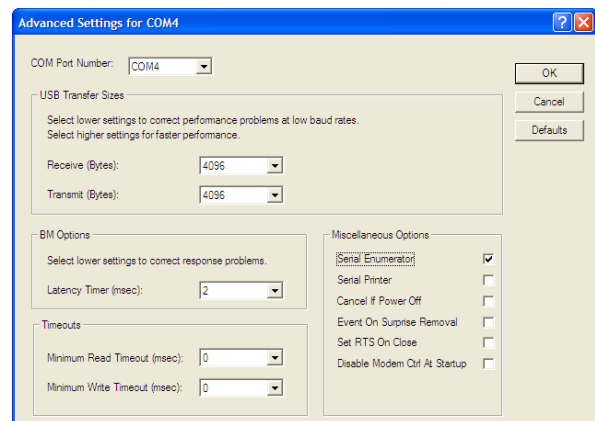 Advanced Settings for COM4
COM Port Number: COM4
OK
Cancel
Defaults
USB Transfer Sizes
Select lower settings to correct performance problems at low baud rates.
Select higher settings for faster performance.
Receive (Bytes): 4096
Transmit (Bytes): 4096
BM Options
Select lower settings to correct response problems.
Latency Timer (msec): 2
Timeouts
Minimum Read Timeout (msec): 0
Minimum Write Timeout (msec): 0
Miscellaneous Options
Serial Enumerator
Serial Printer
Cancel If Power Off
Event On Surprise Removal
Set RTS On Close
Disable Modem Ctrl At Startup